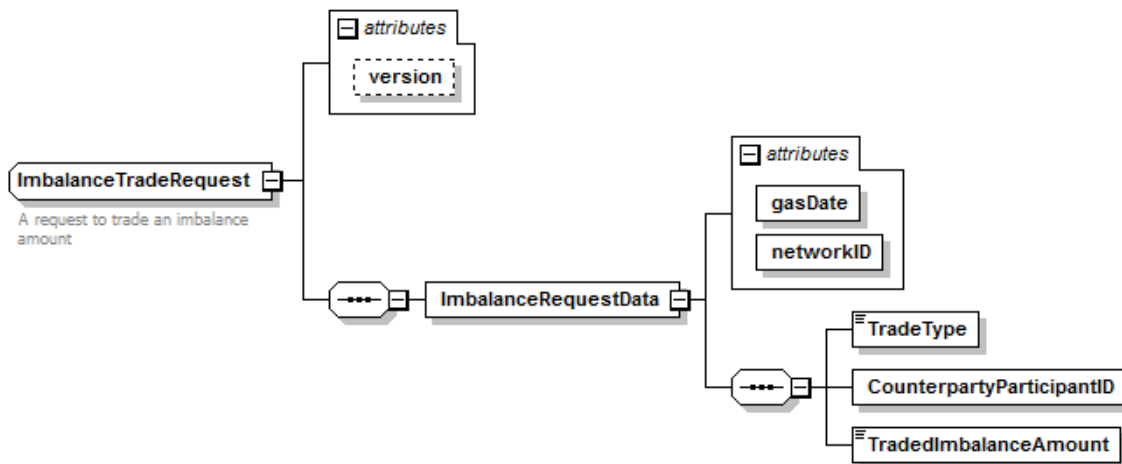 attributes
version
ImbalanceTradeRequest
A request to trade an imbalance
amount
attributes
gasDate
networkID
ImbalanceRequestData
TradeType
CounterpartyParticipantID
TradedImbalanceAmount